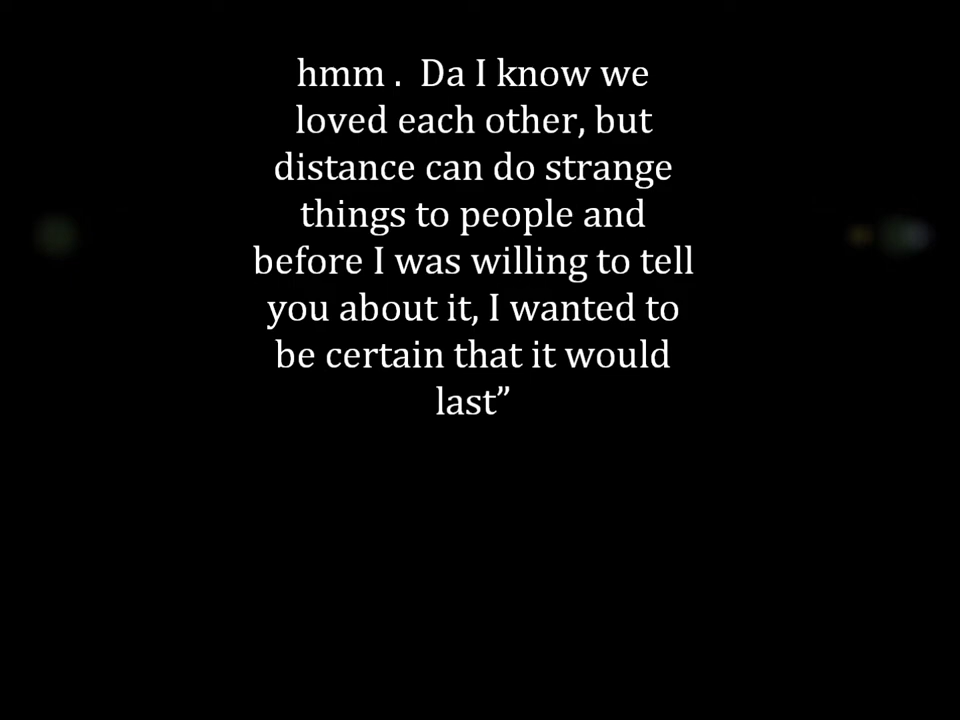 hmm .  Da I know we
loved each other, but
distance can do strange
things to people and
before I was willing to tell
you about it, I wanted to
be certain that it would
last”